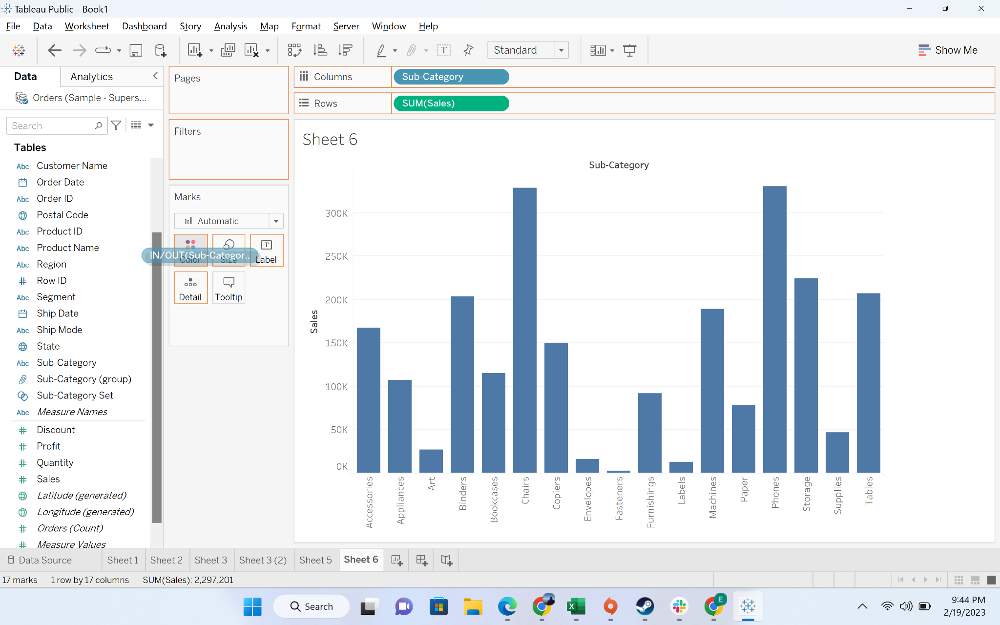 Tableau Public - Book1
File Data Worksheet Dashboard Story Analysis Map Format Server Window Help
Standard
Show Me
Data Analytics
Orders (Sample - Supers...
Search
Tables
Customer Name
Order Date
Order ID
Postal Code
Product ID
Product Name
Region
Row ID
Segment
Ship Date
Ship Mode
State
Sub-Category
Sub-Category (group)
Sub-Category Set
Measure Names
Discount
Profit
Quantity
Sales
Latitude (generated)
Longitude (generated)
Orders (Count)
Measure Values
Abc
Abc
Abc
Abc
Abc
Abc
Abc
Abc
Abc
Pages
Filters
Marks
Automatic
IN/OUT(Sub-Categor..
Color Size Label
Detail Tooltip
Columns Sub-Category
Rows SUM(Sales)
Sheet 6
Sub-Category
Sales
300K
250K
200K
150K
100K
50K
0K
Accessories
Appliances
Art
Binders
Bookcases
Chairs
Copiers
Envelopes
Fasteners
Furnishings
Labels
Machines
Paper
Phones
Storage
Supplies
Tables
Data Source Sheet 1 Sheet 2 Sheet 3 Sheet 3 (2) Sheet 5 Sheet 6
17 marks 1 row by 17 columns SUM(Sales): 2,297,201
Search
E
9:44 PM
2/19/2023